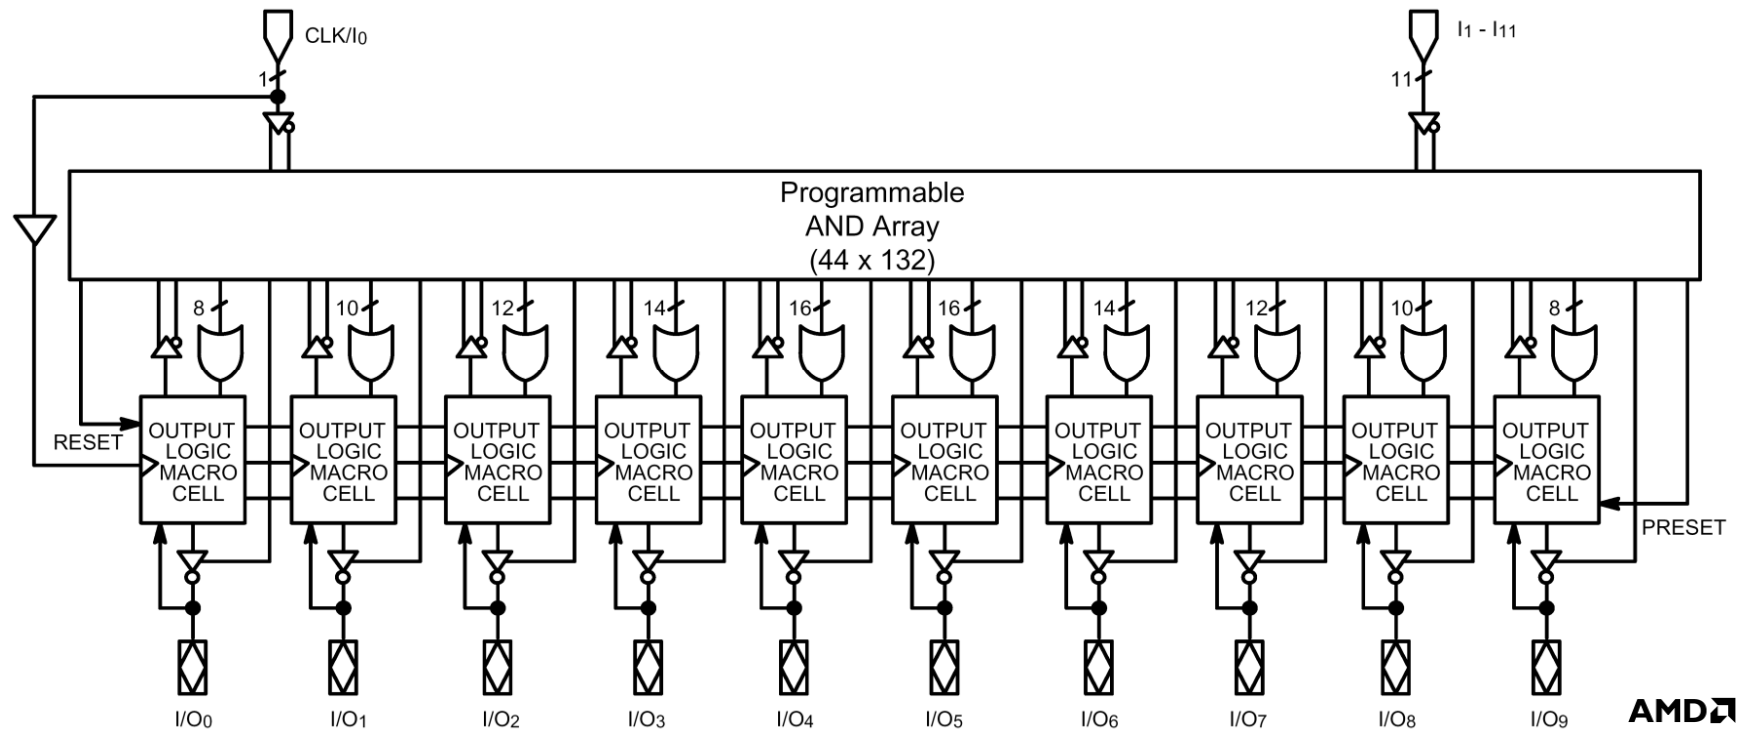 CLK/I0
I1 - I11
1
11
Programmable
AND Array
(44 x 132)
8
10
12
14
16
16
14
12
10
8
OUTPUT LOGIC MACRO CELL
OUTPUT LOGIC MACRO CELL
OUTPUT LOGIC MACRO CELL
OUTPUT LOGIC MACRO CELL
OUTPUT LOGIC MACRO CELL
OUTPUT LOGIC MACRO CELL
OUTPUT LOGIC MACRO CELL
OUTPUT LOGIC MACRO CELL
OUTPUT LOGIC MACRO CELL
OUTPUT LOGIC MACRO CELL
RESET
PRESET
I/O0
I/O1
I/O2
I/O3
I/O4
I/O5
I/O6
I/O7
I/O8
I/O9
AMD